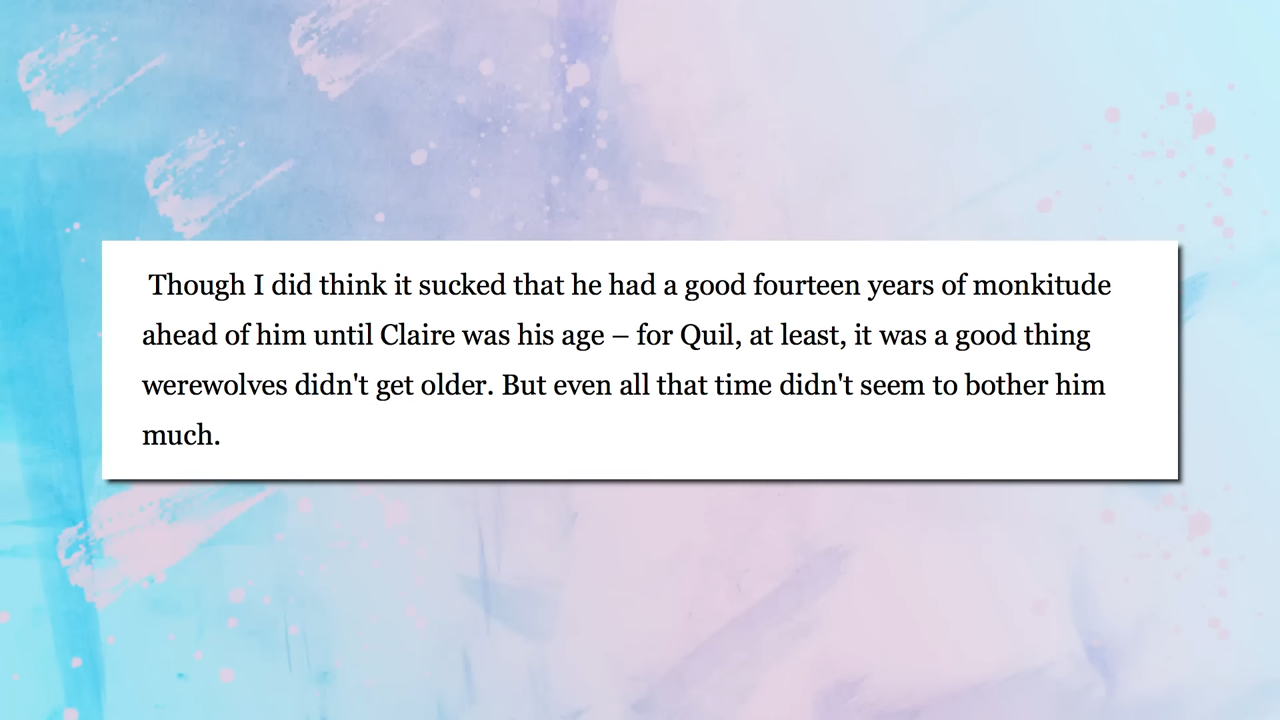 Though I did think it sucked that he had a good fourteen years of monkitude
ahead of him until Claire was his age – for Quil, at least, it was a good thing
werewolves didn't get older. But even all that time didn't seem to bother him
much.